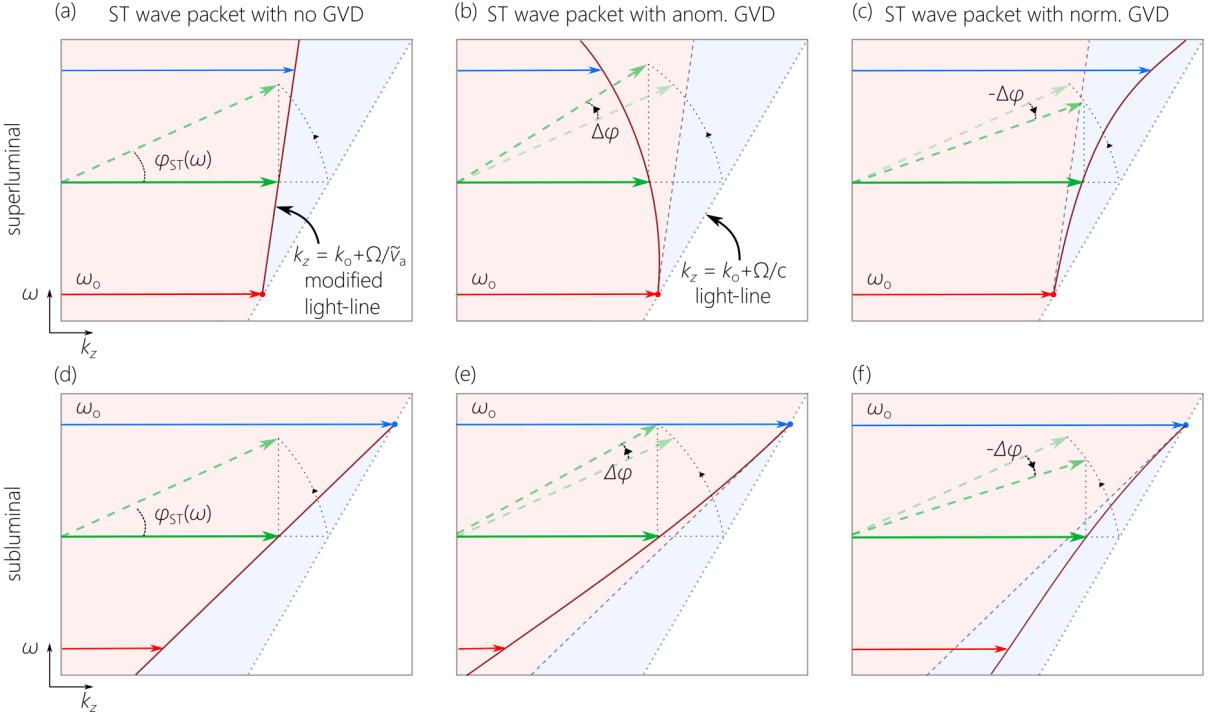 (a) ST wave packet with no GVD
(b) ST wave packet with anom. GVD
(c) ST wave packet with norm. GVD
superluminal
φST(ω)
kz = ko+Ω/ṽa
modified
light-line
ωo
ω
kz
Δφ
kz = ko+Ω/c
light-line
ωo
-Δφ
ωo
(d)
(e)
(f)
subluminal
ωo
φST(ω)
ω
kz
ωo
Δφ
ωo
-Δφ